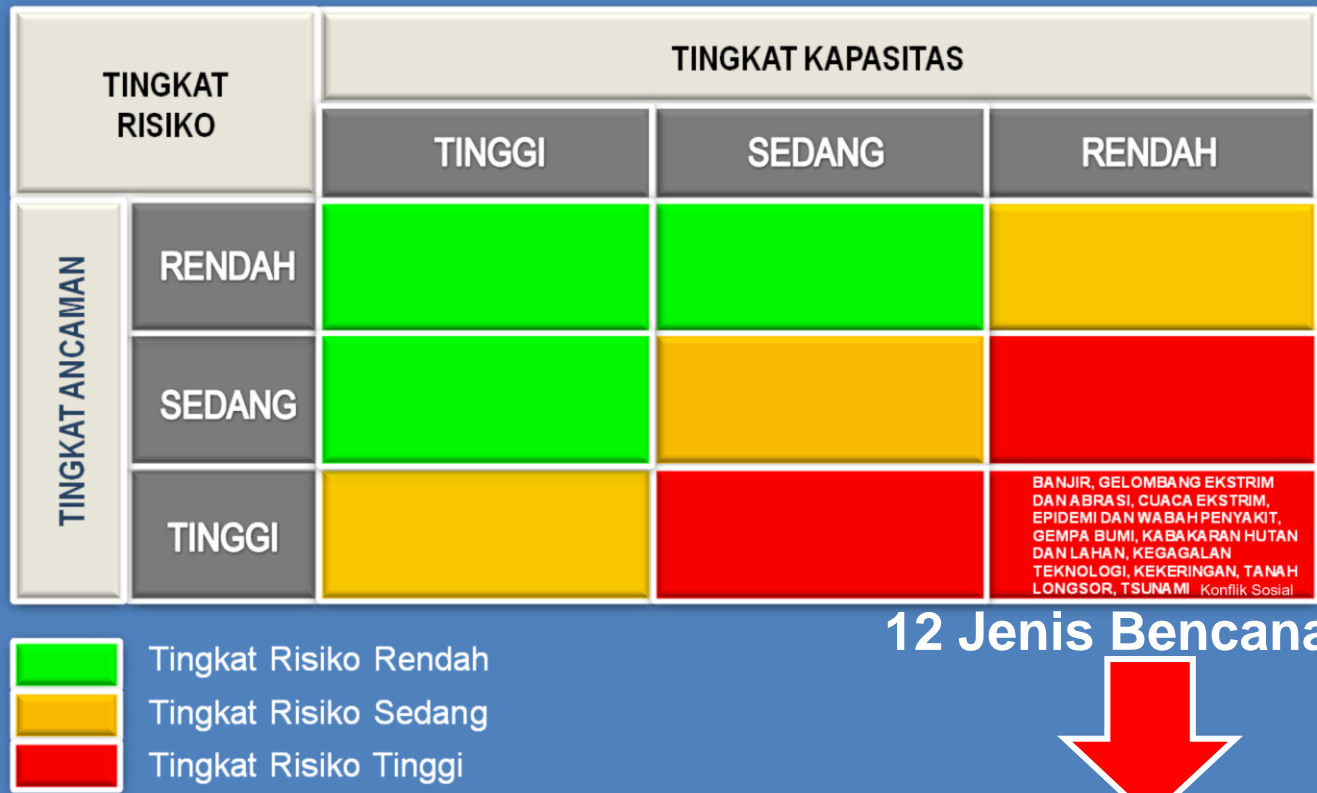 TINGKAT
RISIKO
TINGKAT KAPASITAS
TINGGI
SEDANG
RENDAH
TINGKAT ANCAMAN
RENDAH
SEDANG
TINGGI
BANJIR, GELOMBANG EKSTRIM
DAN ABRASI, CUACA EKSTRIM,
EPIDEMI DAN WABAH PENYAKIT,
GEMPA BUMI, KABAKARAN HUTAN
DAN LAHAN, KEGAGALAN
TEKNOLOGI, KEKERINGAN, TANAH
LONGSOR, TSUNAMI Konflik Sosial
12 Jenis Bencana
Tingkat Risiko Rendah
Tingkat Risiko Sedang
Tingkat Risiko Tinggi